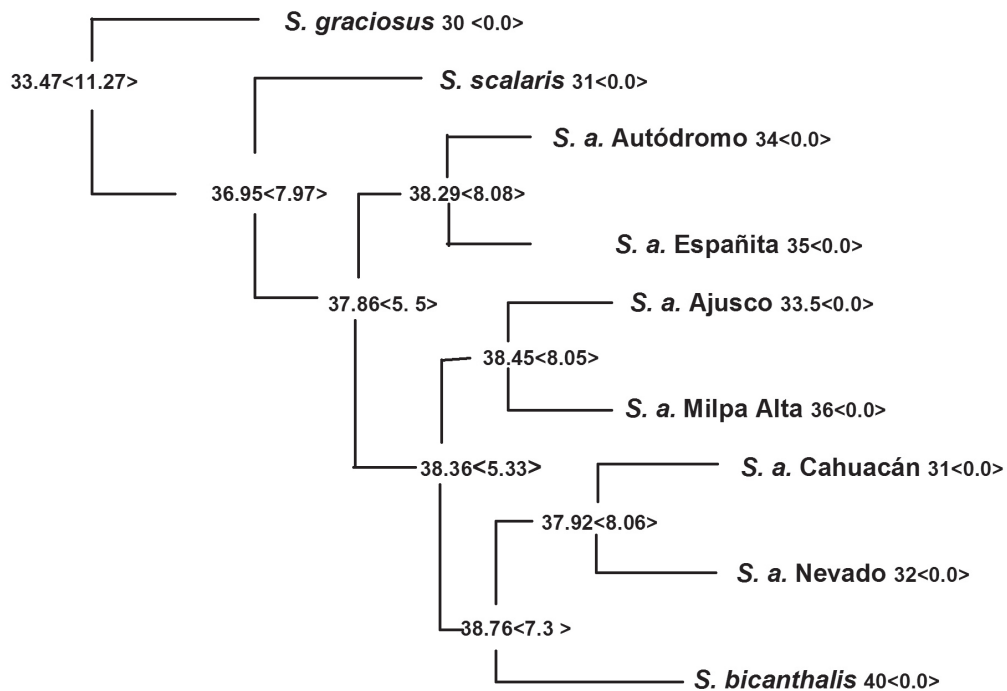 S. graciosus 30 <0.0>
33.47<11.27>
S. scalaris 31<0.0>
S. a. Autódromo 34<0.0>
36.95<7.97>
38.29<8.08>
S. a. Españita 35<0.0>
37.86<5. 5>
S. a. Ajusco 33.5<0.0>
38.45<8.05>
S. a. Milpa Alta 36<0.0>
38.36<5.33>
S. a. Cahuacán 31<0.0>
37.92<8.06>
S. a. Nevado 32<0.0>
38.76<7.3 >
S. bicanthalis 40<0.0>